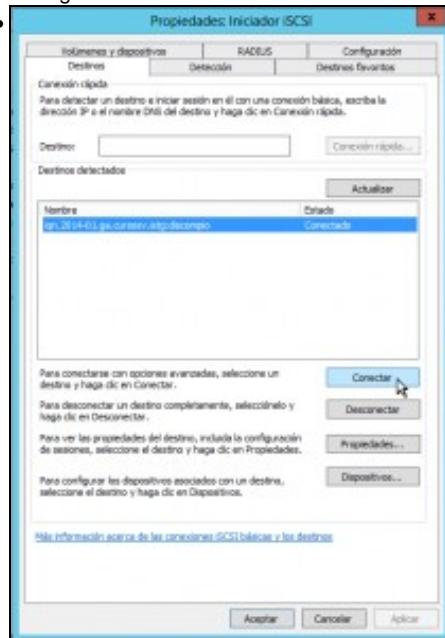 Propiedades: Iniciador iSCSI
Volúmenes y dispositivos
RADIUS
Configuración
Destinos
Detección
Destinos favoritos
Conexión rápida
Para detectar un destino e iniciar sesión en él con una conexión básica, escriba la
dirección IP o el nombre DNS del destino y haga clic en Conexión rápida.
Destino:
Conexión rápida...
Destinos detectados
Actualizar
Nombre
Estado
Conectado
Para conectarse con opciones avanzadas, seleccione un
destino y haga clic en Conectar.
Conectar
Para desconectar un destino completamente, selecciónelo y
haga clic en Desconectar.
Desconectar
Para ver las propiedades del destino, incluida la configuración
de sesiones, seleccione el destino y haga clic en Propiedades.
Propiedades...
Para configurar los dispositivos asociados con un destino,
seleccione el destino y haga clic en Dispositivos.
Dispositivos...
Más información acerca de las conexiones iSCSI básicas y los destinos
Aceptar
Cancelar
Aplicar